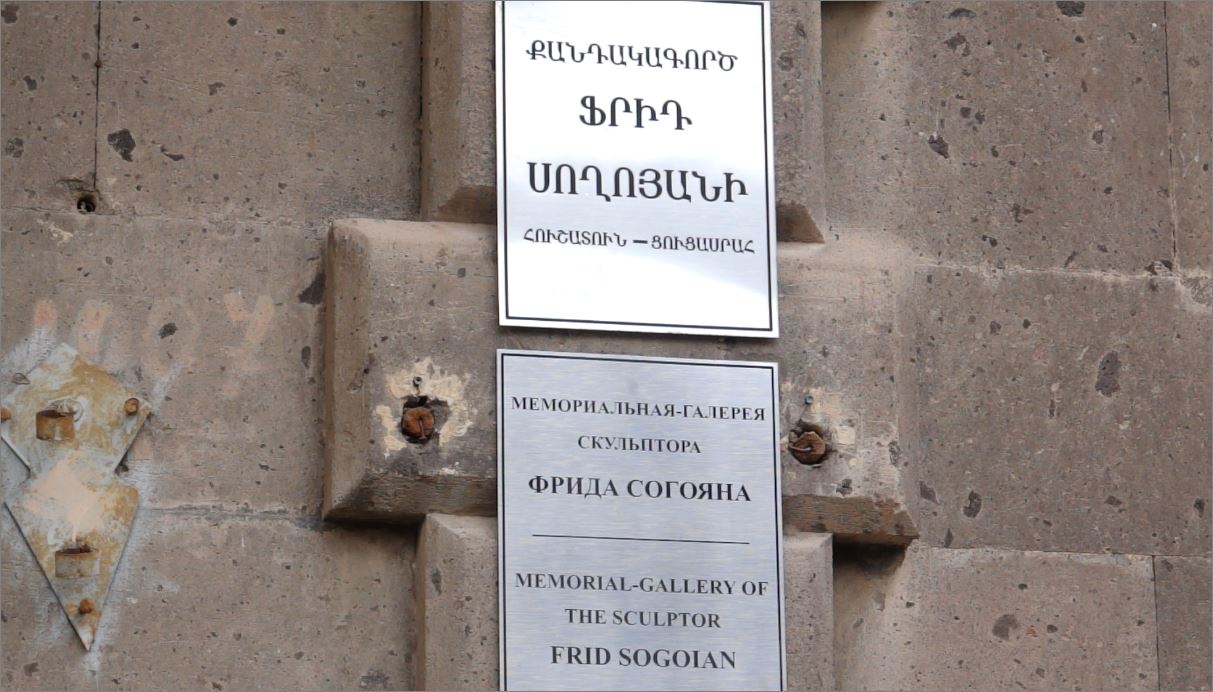 ՔԱՆԴԱԿԱԳՈՐԾ
ՖՐԻԴ
ՍՈՂՈՅԱՆԻ
ՀՈՒՇԱՏՈՒՆ – ՑՈՒՑԱՍՐԱՀ
МЕМОРИАЛЬНАЯ-ГАЛЕРЕЯ
СКУЛЬПТОРА
ФРИДА СОГОЯНА
MEMORIAL-GALLERY OF
THE SCULPTOR
FRID SOGOIAN